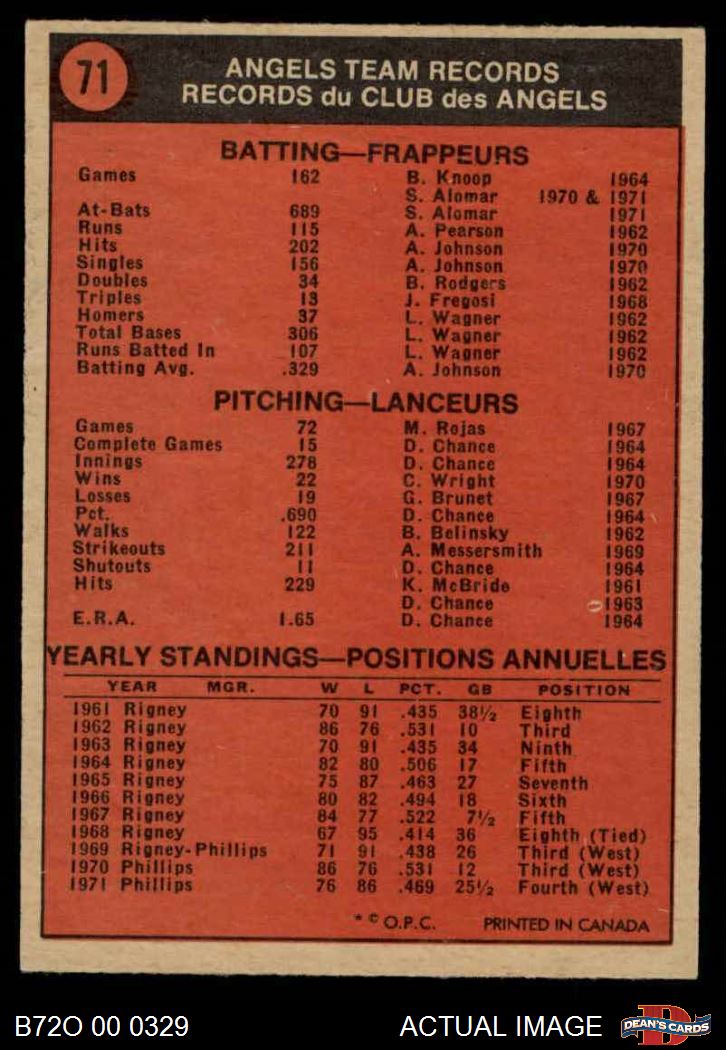 71
ANGELS TEAM RECORDS
RECORDS du CLUB des ANGELS
BATTING—FRAPPEURS
Games 162 B. Knoop 1964
S. Alomar 1970 & 1971
At-Bats 689 S. Alomar 1971
Runs 115 A. Pearson 1962
Hits 202 A. Johnson 1970
Singles 156 A. Johnson 1970
Doubles 34 B. Rodgers 1962
Triples 13 J. Fregosi 1968
Homers 37 L. Wagner 1962
Total Bases 306 L. Wagner 1962
Runs Batted In 107 L. Wagner 1962
Batting Avg. .329 A. Johnson 1970
PITCHING—LANCEURS
Games 72 M. Rojas 1967
Complete Games 15 D. Chance 1964
Innings 278 D. Chance 1964
Wins 22 C. Wright 1970
Losses 19 G. Brunet 1967
Pct. .690 D. Chance 1964
Walks 122 B. Belinsky 1962
Strikeouts 211 A. Messersmith 1969
Shutouts 11 D. Chance 1964
Hits 229 K. McBride 1961
D. Chance 1963
E.R.A. 1.65 D. Chance 1964
YEARLY STANDINGS—POSITIONS ANNUELLES
YEAR MGR. W L PCT. GB POSITION
1961 Rigney 70 91 .435 38½ Eighth
1962 Rigney 86 76 .531 10 Third
1963 Rigney 70 91 .435 34 Ninth
1964 Rigney 82 80 .506 17 Fifth
1965 Rigney 75 87 .463 27 Seventh
1966 Rigney 80 82 .494 18 Sixth
1967 Rigney 84 77 .522 7½ Fifth
1968 Rigney 67 95 .414 36 Eighth (Tied)
1969 Rigney-Phillips 71 91 .438 26 Third (West)
1970 Phillips 86 76 .531 12 Third (West)
1971 Phillips 76 86 .469 25½ Fourth (West)
* © O.P.C. PRINTED IN CANADA
B72O 00 0329 ACTUAL IMAGE D DEAN'S CARDS